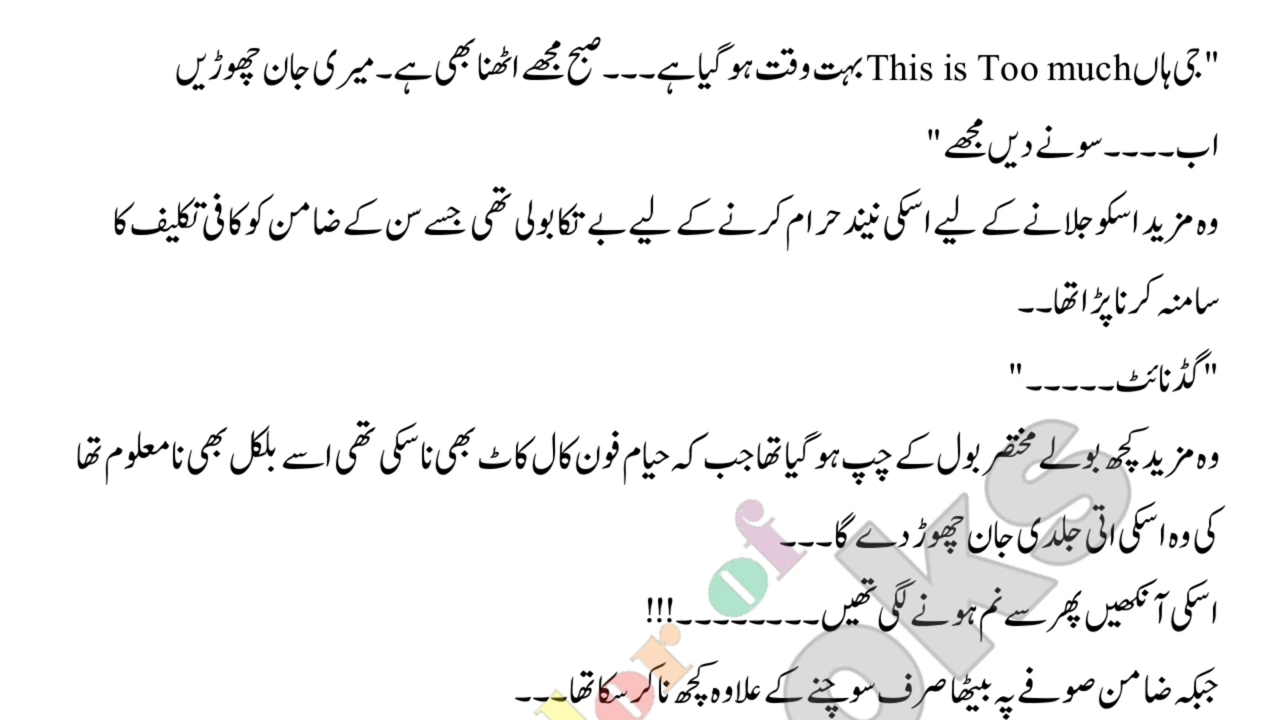 "جی ہاں This is Too much بہت وقت ہو گیا ہے۔۔۔ صبح مجھے اٹھنا بھی ہے۔ میری جان چھوڑیں
اب۔۔۔۔ سونے دیں مجھے"
وہ مزید اسکو جلانے کے لیے اسکی نیند حرام کرنے کے لیے بے تکا بولی تھی جسے سن کے ضامن کو کافی تکلیف کا
سامنہ کرنا پڑا تھا۔۔
"گڈ نائٹ۔۔۔۔۔"
وہ مزید کچھ بولے مختصر بول کے چپ ہو گیا تھا جب کہ حیام فون کال کاٹ بھی نا سکی تھی اسے بلکل بھی نا معلوم تھا
کی وہ اسکی اتی جلدی جان چھوڑ دے گا۔۔۔
اسکی آنکھیں پھر سے نم ہونے لگی تھیں۔۔۔۔۔۔۔۔!!!
جبکہ ضامن صوفے پہ بیٹھا صرف سوچنے کے علاوہ کچھ نا کر سکا تھا۔۔۔
der of
oks